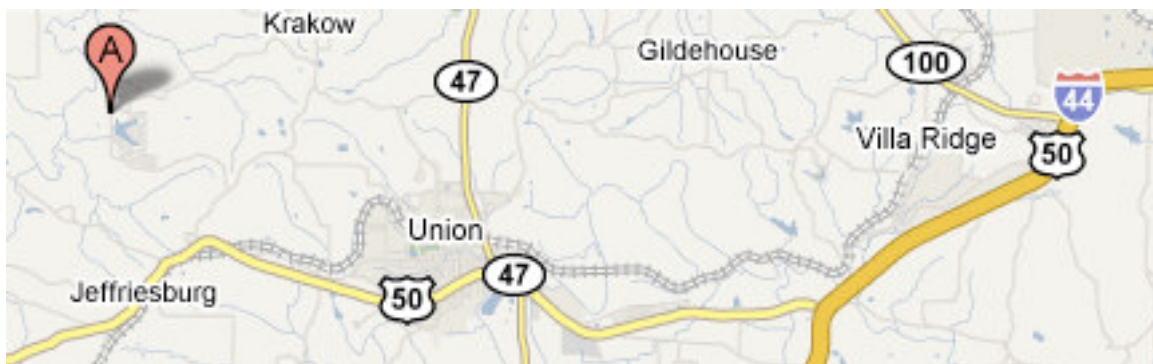 Krakow
A
Gildehouse
47
100
44
Villa Ridge
50
Union
47
Jeffriesburg
50